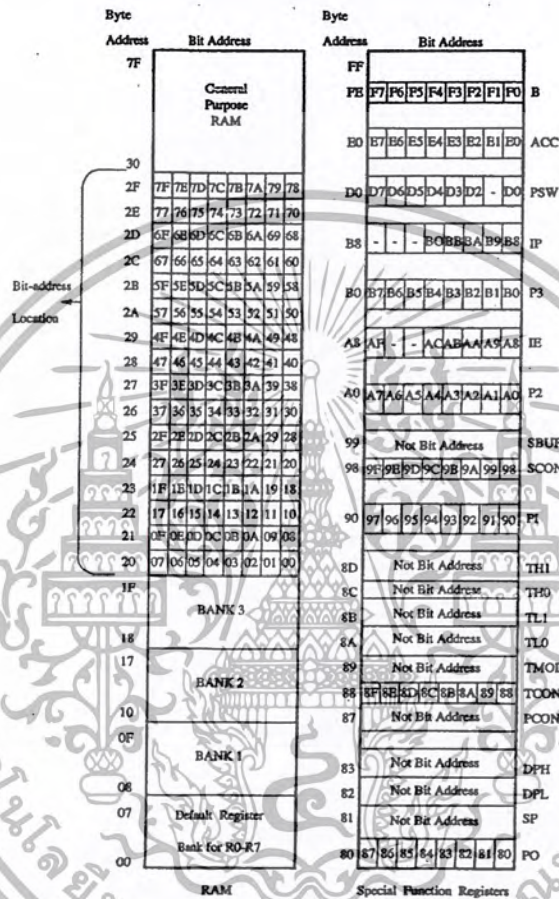 Byte Address Bit Address
7F
General Purpose RAM
30
2F 7F 7E 7D 7C 7B 7A 79 78
2E 77 76 75 74 73 72 71 70
2D 6F 6E 6D 6C 6B 6A 69 68
2C 67 66 65 64 63 62 61 60
Bit-address Location
2B 5F 5E 5D 5C 5B 5A 59 58
2A 57 56 55 54 53 52 51 50
29 4F 4E 4D 4C 4B 4A 49 48
28 47 46 45 44 43 42 41 40
27 3F 3E 3D 3C 3B 3A 39 38
26 37 36 35 34 33 32 31 30
25 2F 2E 2D 2C 2B 2A 29 28
24 27 26 25 24 23 22 21 20
23 1F 1E 1D 1C 1B 1A 19 18
22 17 16 15 14 13 12 11 10
21 0F 0E 0D 0C 0B 0A 09 08
20 07 06 05 04 03 02 01 00
1F
BANK 3
18
17
BANK 2
10
0F
BANK 1
08
07
Default Register
Bank for R0-R7
00
RAM
Byte Address Bit Address
FF
FE F7 F6 F5 F4 F3 F2 F1 F0 B
E0 E7 E6 E5 E4 E3 E2 E1 E0 ACC
D0 D7 D6 D5 D4 D3 D2 - D0 PSW
B8 - - - BC BB BA B9 B8 IP
B0 B7 B6 B5 B4 B3 B2 B1 B0 P3
A8 AF - - AC AB AA A9 A8 IE
A0 A7 A6 A5 A4 A3 A2 A1 A0 P2
99 Not Bit Address SBUF
98 9F 9B 9D 9C 9B 9A 99 98 SCON
90 97 96 95 94 93 92 91 90 P1
8D Not Bit Address TH1
8C Not Bit Address TH0
8B Not Bit Address TL1
8A Not Bit Address TL0
89 Not Bit Address TMOD
88 8F 8E 8D 8C 8B 8A 89 88 TCON
87 Not Bit Address PCON
83 Not Bit Address DPH
82 Not Bit Address DPL
81 Not Bit Address SP
80 87 86 85 84 83 82 81 80 PO
Special Function Registers